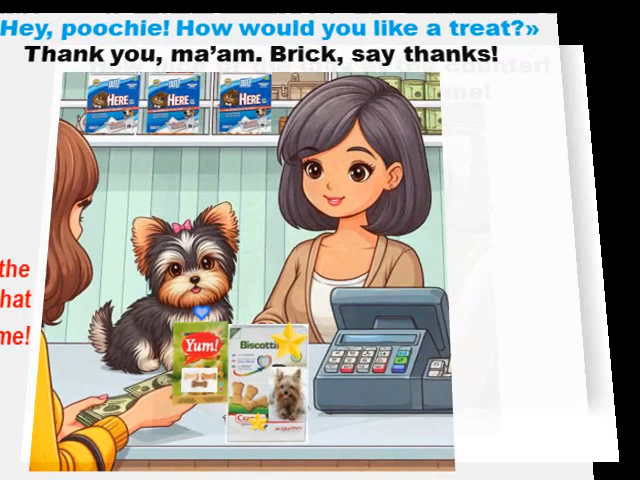 Hey, poochie! How would you like a treat?»
Thank you, ma'am. Brick, say thanks!
HERE
HERE
HERE
the
hat
me!
Yum!
Biscotti